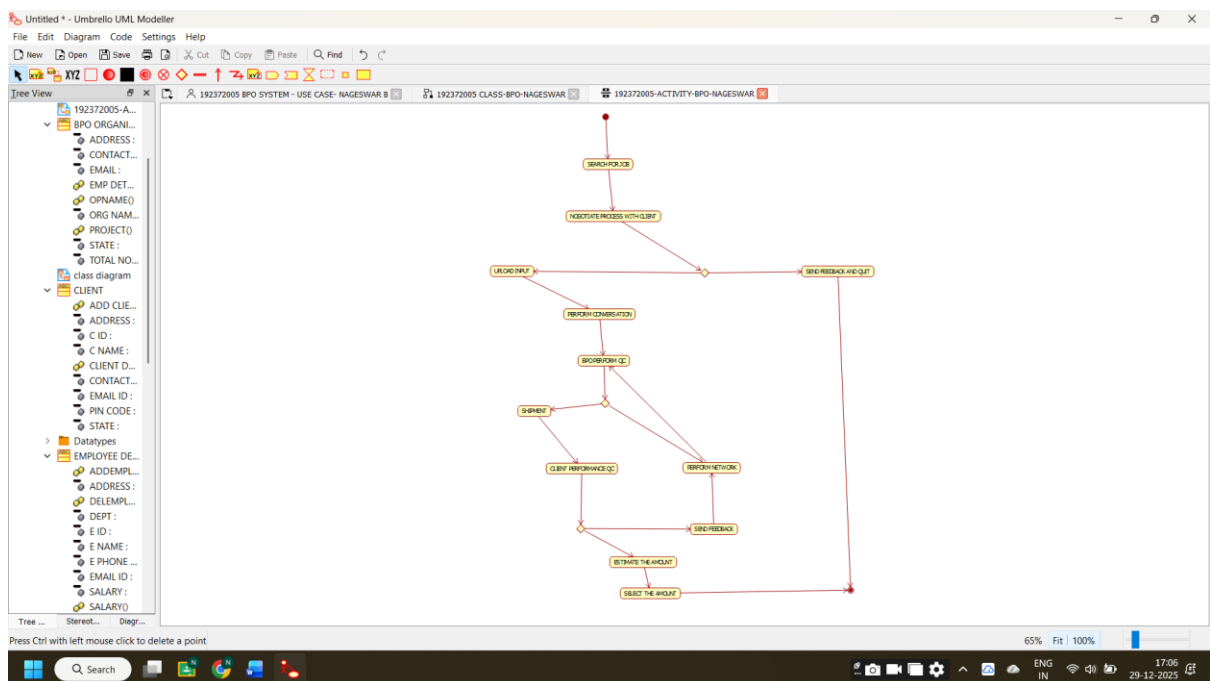 Untitled * - Umbrello UML Modeller
File Edit Diagram Code Settings Help
New Open Save Cut Copy Paste Find
XYZ
Tree View
192372005 BPO SYSTEM - USE CASE- NAGESWAR B
192372005 CLASS-BPO-NAGESWAR
192372005-ACTIVITY-BPO-NAGESWAR
192372005-A...
BPO ORGANI...
ADDRESS :
CONTACT...
EMAIL :
EMP DET...
OPNAME()
ORG NAM...
PROJECT()
STATE :
TOTAL NO...
class diagram
CLIENT
ADD CLIE...
ADDRESS :
C ID :
C NAME :
CLIENT D...
CONTACT...
EMAIL ID :
PIN CODE :
STATE :
Datatypes
EMPLOYEE DE...
ADDEMPL...
ADDRESS :
DELEMPL...
DEPT :
E ID :
E NAME :
E PHONE ...
EMAIL ID :
SALARY :
SALARY()
Tree ... Stereot... Diagr...
SEARCH FOR JOB
NOGOTIATE PROCESS WITH CLIENT
UPLOAD INPUT
SEND FEEDBACK AND QUIT
PERFORM CONVERSATION
BPO PERFORM QC
SHIPMENT
CLIENT PERFORMANCE QC
PERFORM NETWORK
SEND FEEDBACK
ESTIMATE THE AMOUNT
SELECT THE AMOUNT
Press Ctrl with left mouse click to delete a point
65% Fit 100%
Search
ENG
IN
17:06
29-12-2025